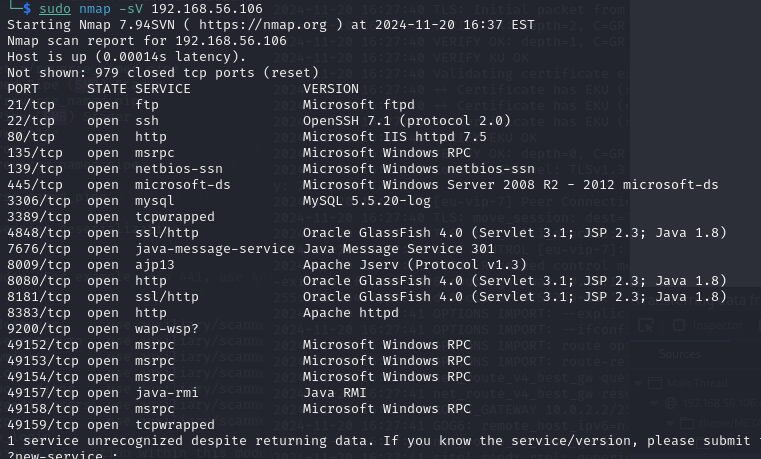 └─$ sudo nmap -sV 192.168.56.106
Starting Nmap 7.94SVN ( https://nmap.org ) at 2024-11-20 16:37 EST
Nmap scan report for 192.168.56.106
Host is up (0.00014s latency).
Not shown: 979 closed tcp ports (reset)
PORT      STATE SERVICE              VERSION
21/tcp    open  ftp                  Microsoft ftpd
22/tcp    open  ssh                  OpenSSH 7.1 (protocol 2.0)
80/tcp    open  http                 Microsoft IIS httpd 7.5
135/tcp   open  msrpc                Microsoft Windows RPC
139/tcp   open  netbios-ssn          Microsoft Windows netbios-ssn
445/tcp   open  microsoft-ds         Microsoft Windows Server 2008 R2 - 2012 microsoft-ds
3306/tcp  open  mysql                MySQL 5.5.20-log
3389/tcp  open  tcpwrapped
4848/tcp  open  ssl/http             Oracle GlassFish 4.0 (Servlet 3.1; JSP 2.3; Java 1.8)
7676/tcp  open  java-message-service Java Message Service 301
8009/tcp  open  ajp13                Apache Jserv (Protocol v1.3)
8080/tcp  open  http                 Oracle GlassFish 4.0 (Servlet 3.1; JSP 2.3; Java 1.8)
8181/tcp  open  ssl/http             Oracle GlassFish 4.0 (Servlet 3.1; JSP 2.3; Java 1.8)
8383/tcp  open  http                 Apache httpd
9200/tcp  open  wap-wsp?
49152/tcp open  msrpc                Microsoft Windows RPC
49153/tcp open  msrpc                Microsoft Windows RPC
49154/tcp open  msrpc                Microsoft Windows RPC
49157/tcp open  java-rmi             Java RMI
49158/tcp open  msrpc                Microsoft Windows RPC
49159/tcp open  tcpwrapped
1 service unrecognized despite returning data. If you know the service/version, please submit
?new-service :
Inspector
Sources
Main Thread